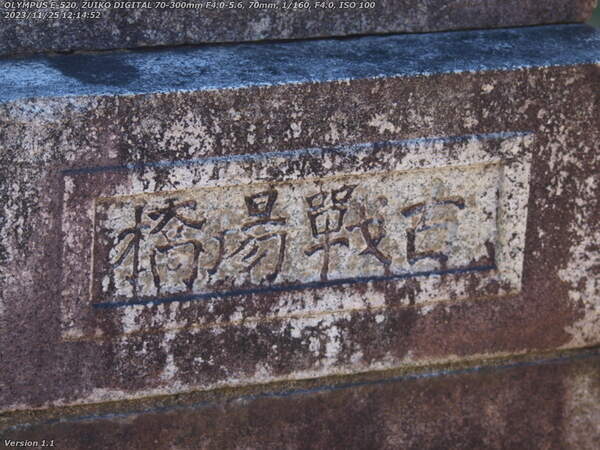 OLYMPUS E-520, ZUIKO DIGITAL 70-300mm F4.0-5.6, 70mm, 1/160, F4.0, ISO 100
2023/11/25 12:14:52
古戰場橋
Version 1.1